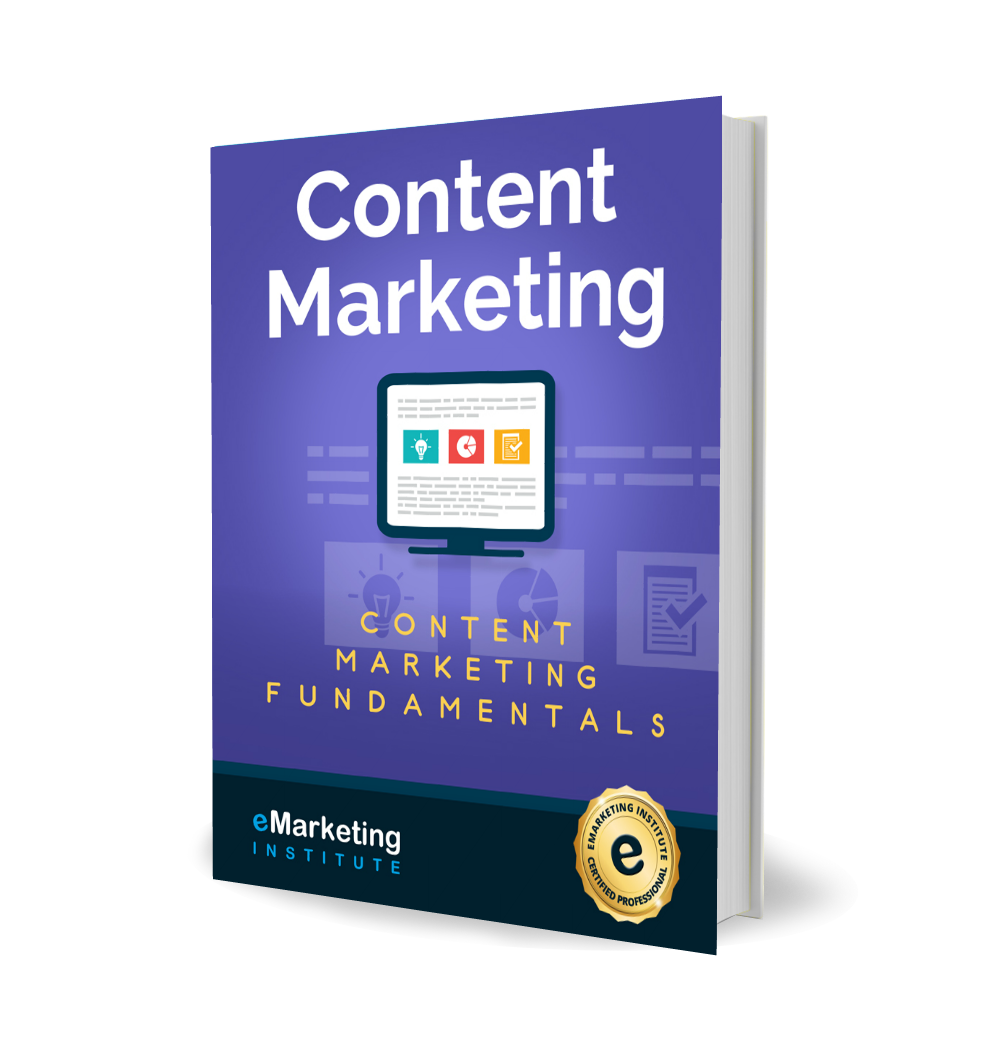 Content
Marketing
CONTENT
MARKETING
FUNDAMENTALS
eMarketing
INSTITUTE
EMARKETING INSTITUTE
e
CERTIFIED PROFESSIONAL